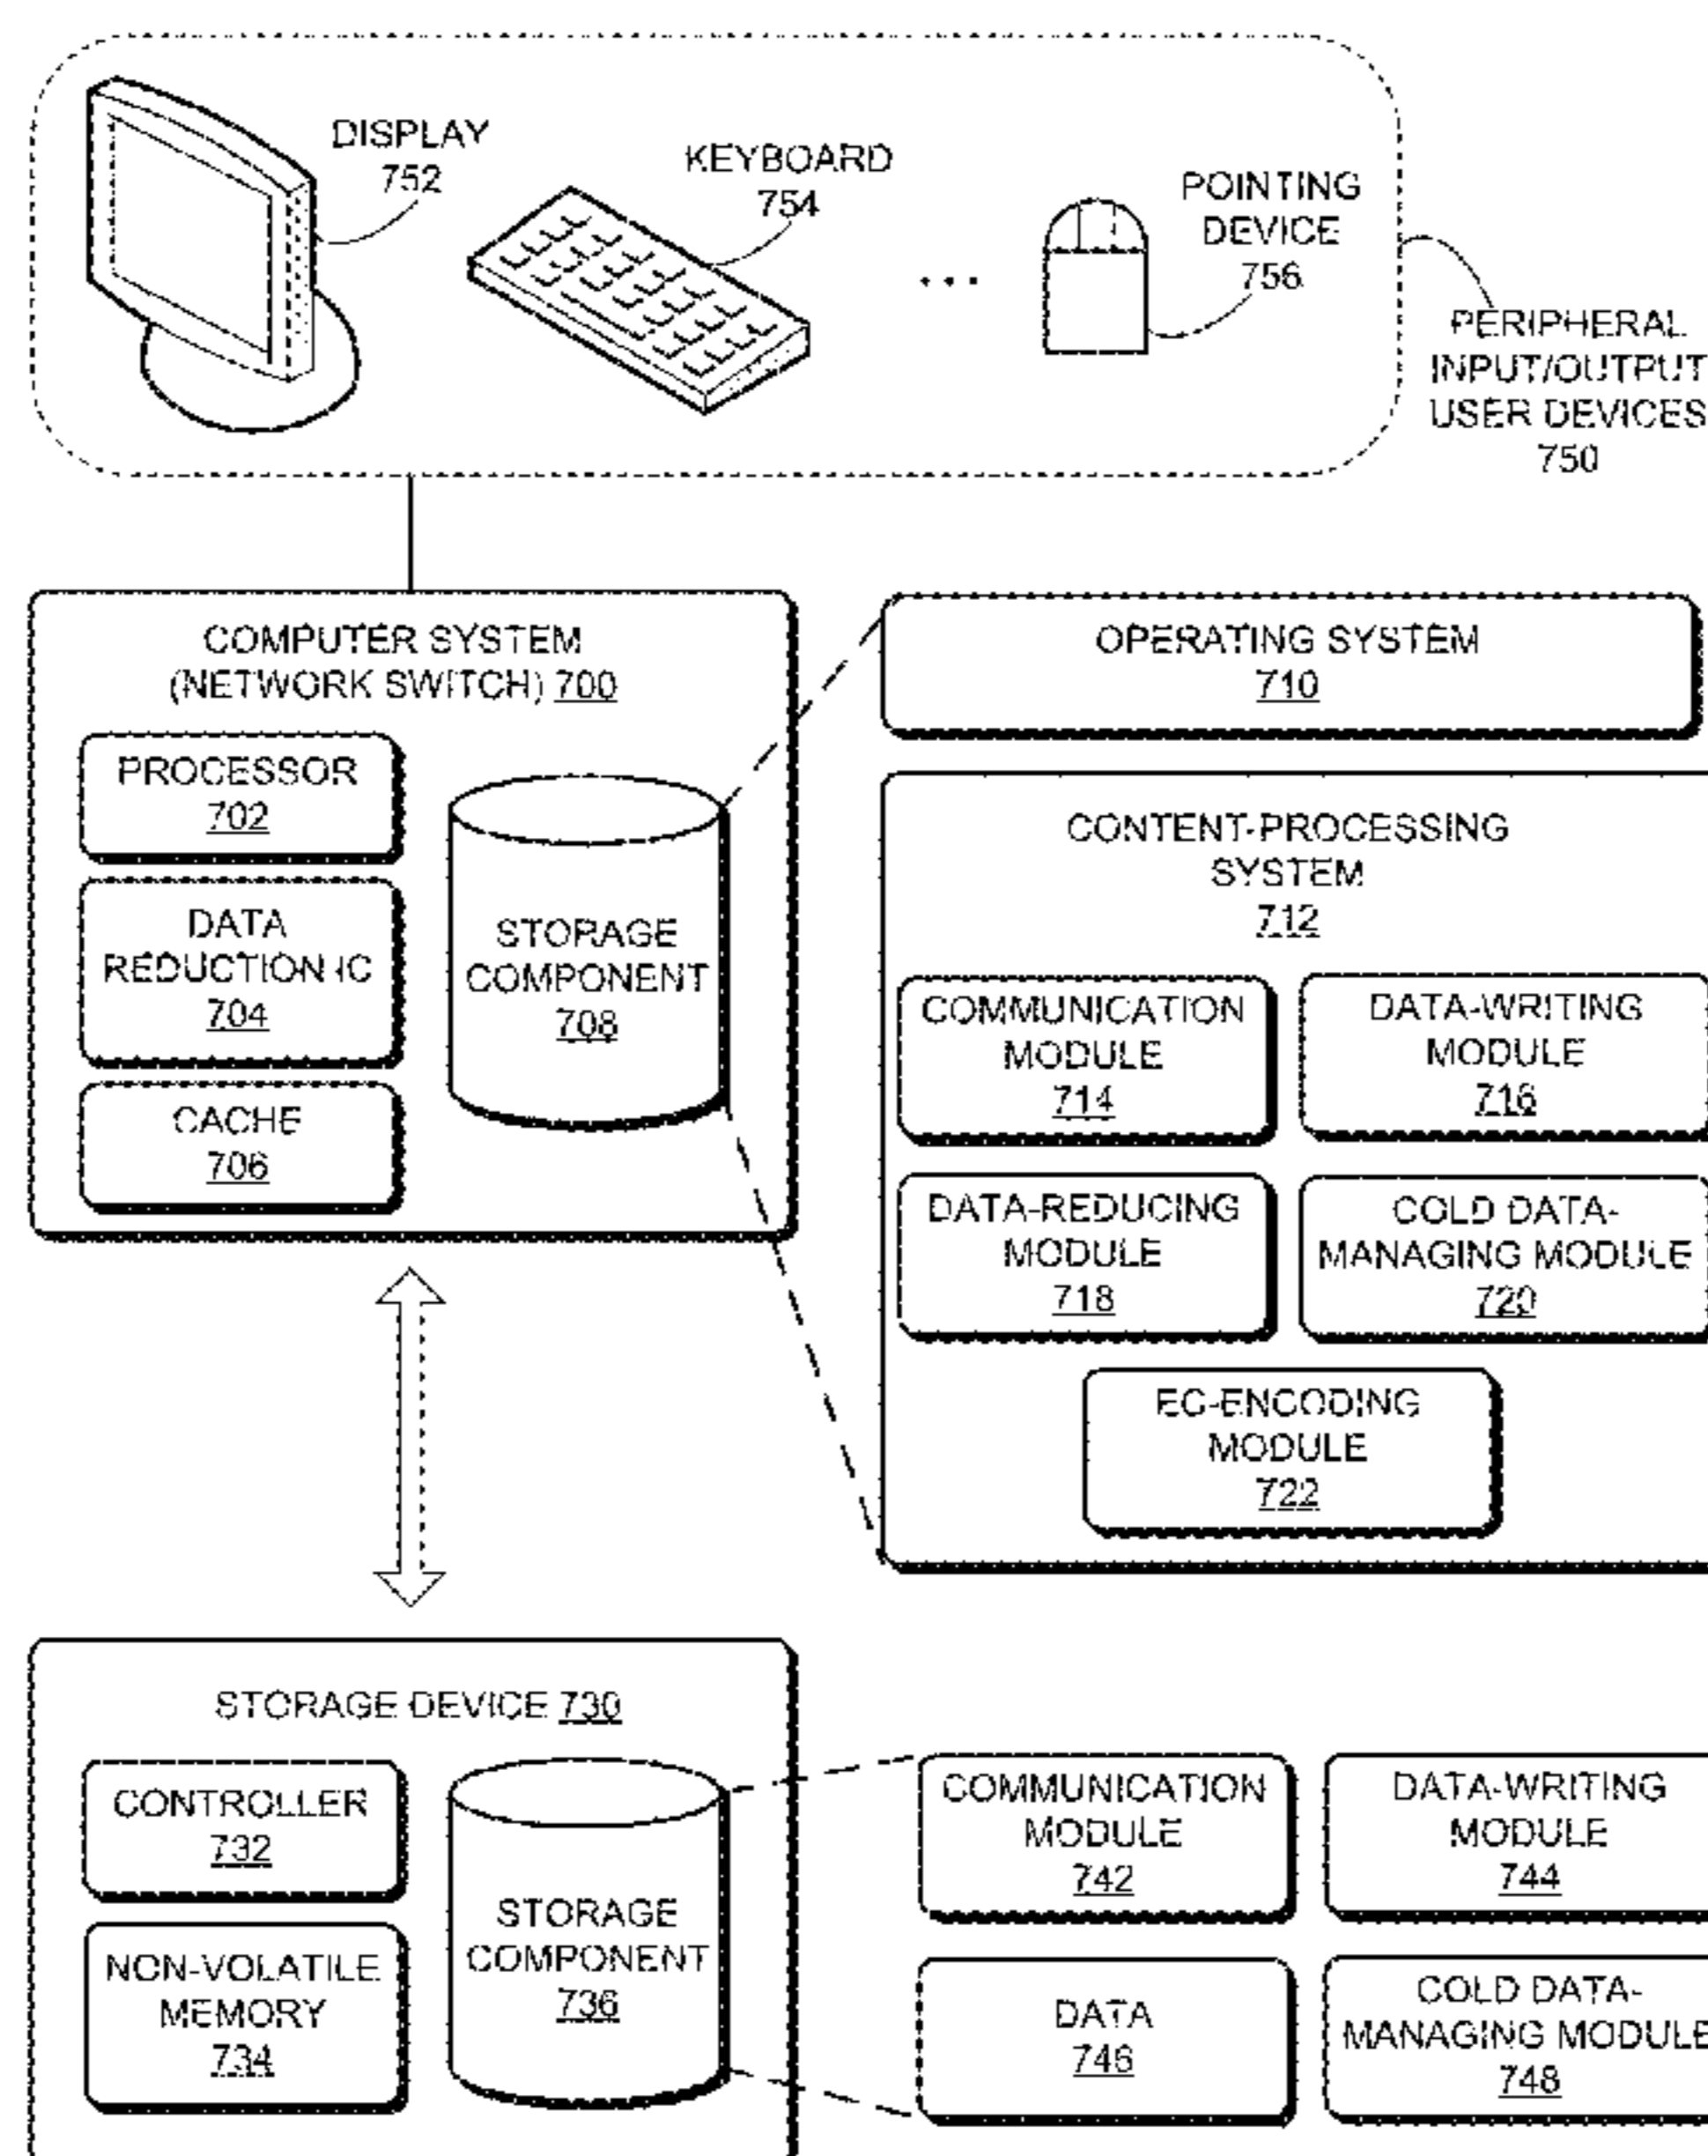 DISPLAY
752
KEYBOARD
754
POINTING
DEVICE
756
PERIPHERAL
INPUT/OUTPUT
USER DEVICES
750
COMPUTER SYSTEM
(NETWORK SWITCH) 700
PROCESSOR
702
DATA
REDUCTION IC
704
CACHE
706
STORAGE
COMPONENT
708
OPERATING SYSTEM
710
CONTENT-PROCESSING
SYSTEM
712
COMMUNICATION
MODULE
714
DATA-WRITING
MODULE
716
DATA-REDUCING
MODULE
718
COLD DATA-
MANAGING MODULE
720
EC-ENCODING
MODULE
722
STORAGE DEVICE 730
CONTROLLER
732
NON-VOLATILE
MEMORY
734
STORAGE
COMPONENT
736
COMMUNICATION
MODULE
742
DATA-WRITING
MODULE
744
DATA
746
COLD DATA-
MANAGING MODULE
748